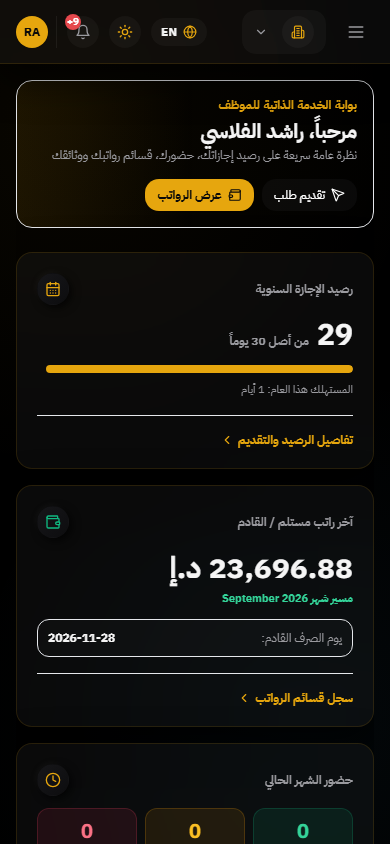 EN
+9
RA
بوابة الخدمة الذاتية للموظف
مرحباً، راشد الفلاسي
نظرة عامة سريعة على رصيد إجازاتك، حضورك، قسائم رواتبك ووثائقك
تقديم طلب
عرض الرواتب
رصيد الإجازة السنوية
29 من أصل 30 يوماً
المستهلك هذا العام: 1 أيام
تفاصيل الرصيد والتقديم
آخر راتب مستلم / القادم
23,696.88 د.إ
مسير شهر September 2026
يوم الصرف القادم: 2026-11-28
سجل قسائم الرواتب
حضور الشهر الحالي
0 0 0